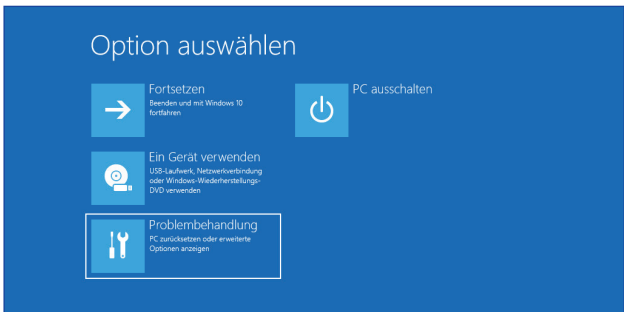 Option auswählen
Fortsetzen
Beenden und mit Windows 10
fortfahren
PC ausschalten
Ein Gerät verwenden
USB-Laufwerk, Netzwerkverbindung
oder Windows-Wiederherstellungs-
DVD verwenden
Problembehandlung
PC zurücksetzen oder erweiterte
Optionen anzeigen